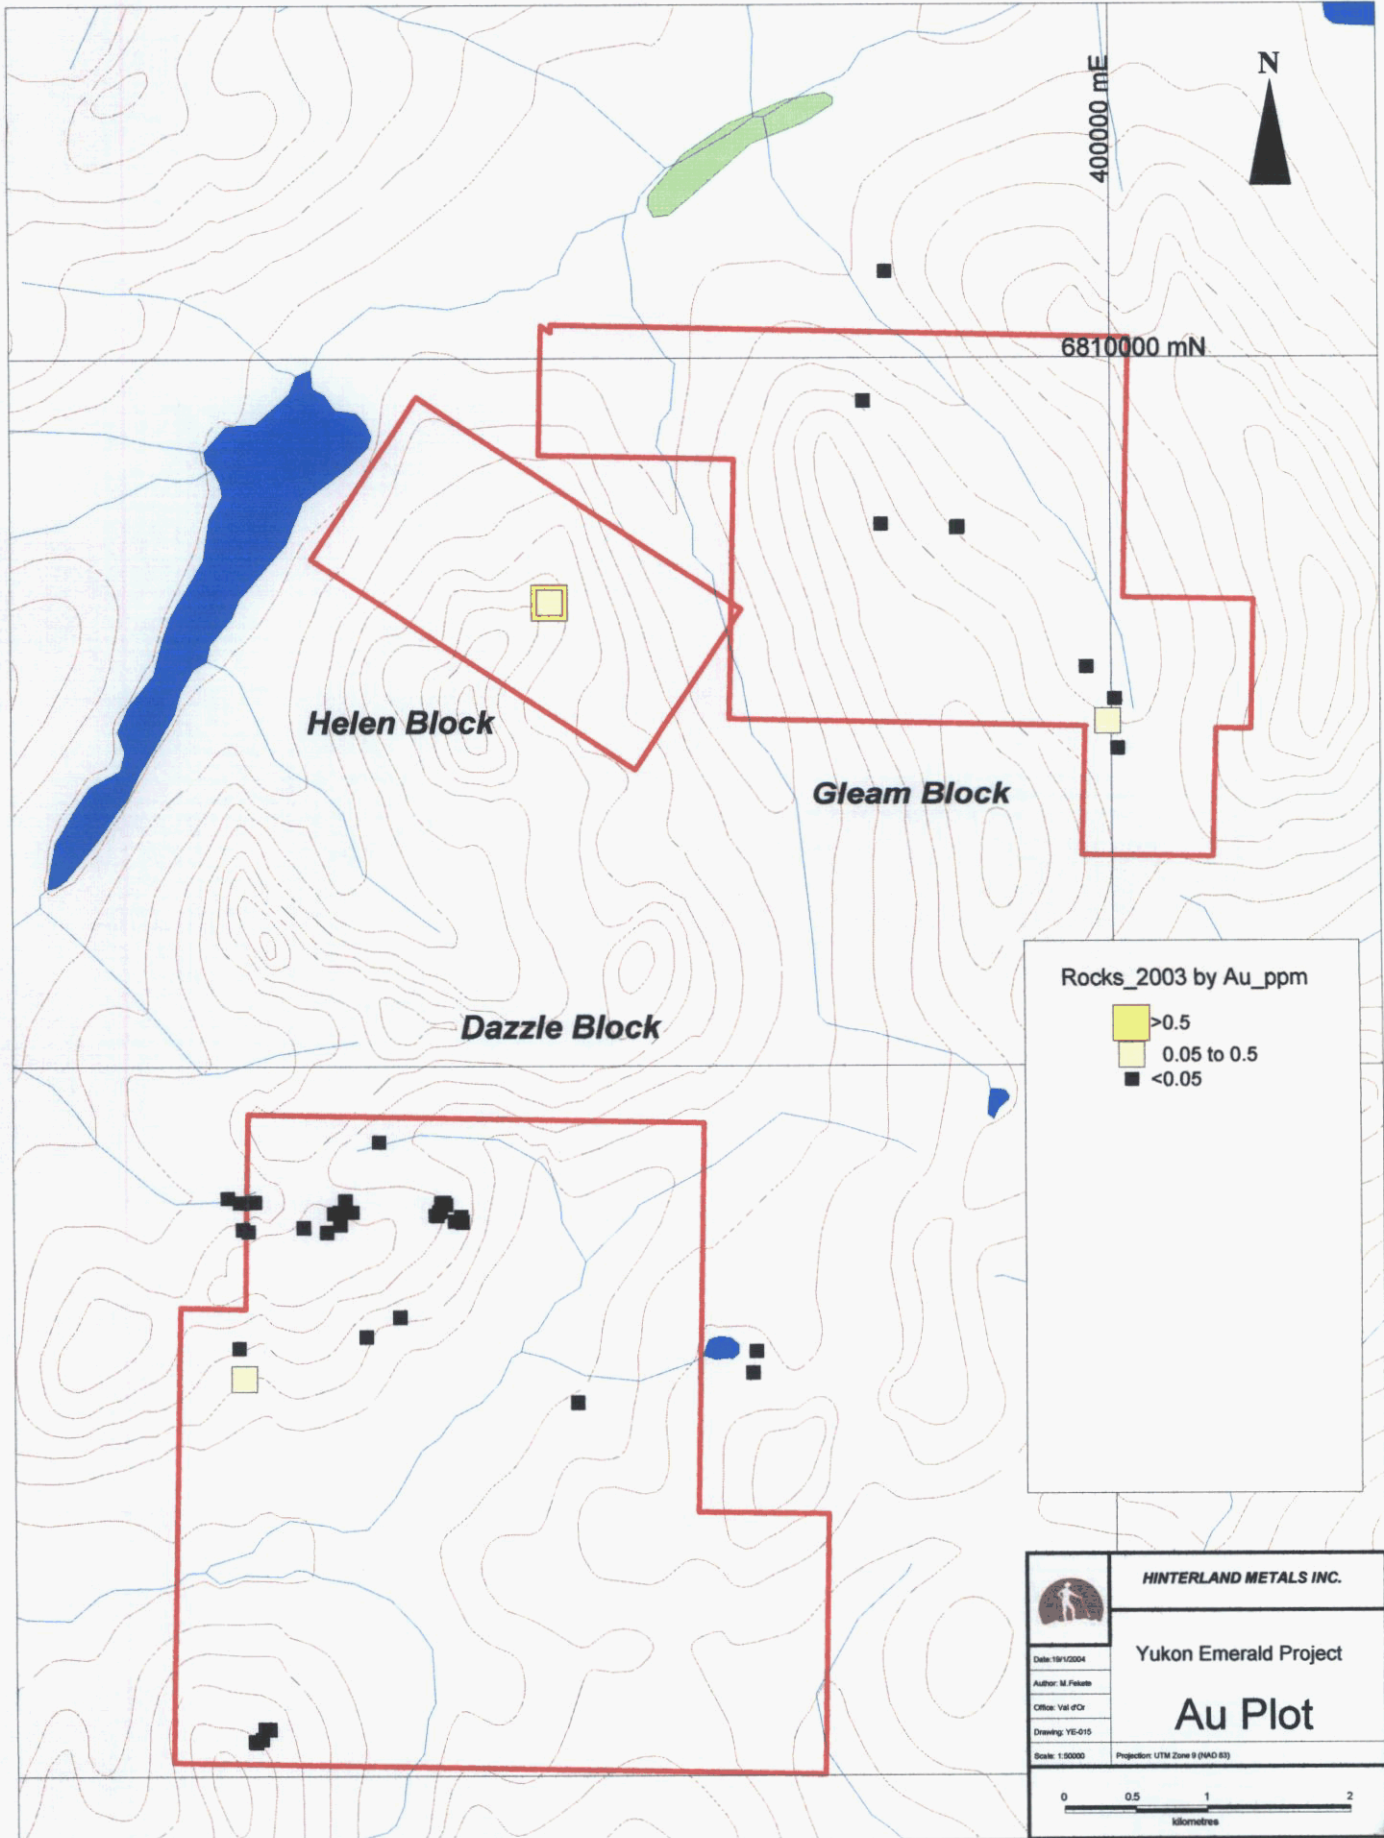 N
400000 mE
6810000 mN
Helen Block
Gleam Block
Dazzle Block
Rocks_2003 by Au_ppm
>0.5
0.05 to 0.5
<0.05
HINTERLAND METALS INC.
Yukon Emerald Project
Au Plot
Date: 19/1/2004
Author: M.Fekete
Office: Val d'Or
Drawing: YE-015
Scale: 1:50000
Projection: UTM Zone 9 (NAD 83)
0 0.5 1 2
kilometres